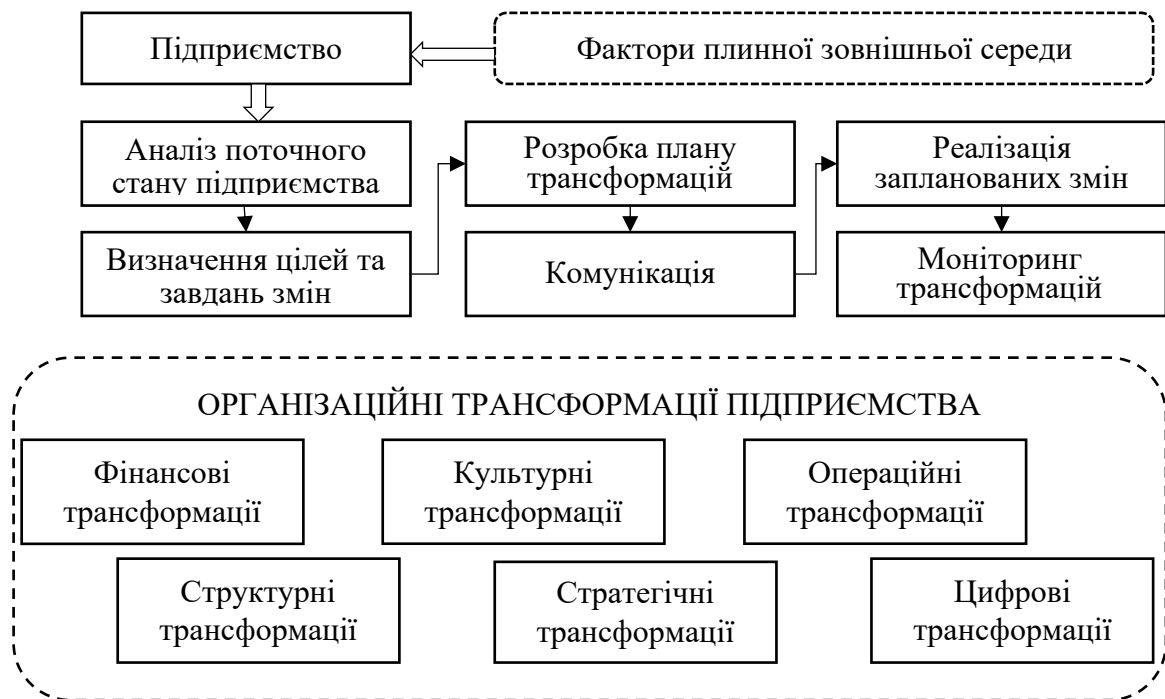 Підприємство
Фактори плинної зовнішньої середи
Аналіз поточного
стану підприємства
Розробка плану
трансформацій
Реалізація
запланованих змін
Визначення цілей та
завдань змін
Комунікація
Моніторинг
трансформацій
ОРГАНІЗАЦІЙНІ ТРАНСФОРМАЦІЇ ПІДПРИЄМСТВА
Фінансові
трансформації
Культурні
трансформації
Операційні
трансформації
Структурні
трансформації
Стратегічні
трансформації
Цифрові
трансформації